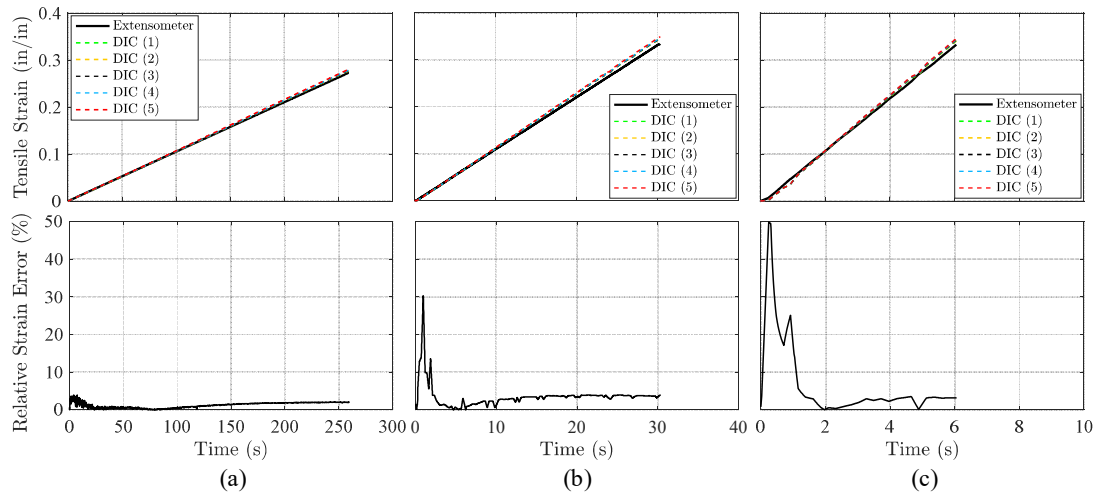 Tensile Strain (in/in)
0.4
0.3
0.2
0.1
0
Extensometer
DIC (1)
DIC (2)
DIC (3)
DIC (4)
DIC (5)
Extensometer
DIC (1)
DIC (2)
DIC (3)
DIC (4)
DIC (5)
Extensometer
DIC (1)
DIC (2)
DIC (3)
DIC (4)
DIC (5)
Relative Strain Error (%)
50
40
30
20
10
0
0 50 100 150 200 250 300
Time (s)
(a)
0 10 20 30 40
Time (s)
(b)
0 2 4 6 8 10
Time (s)
(c)